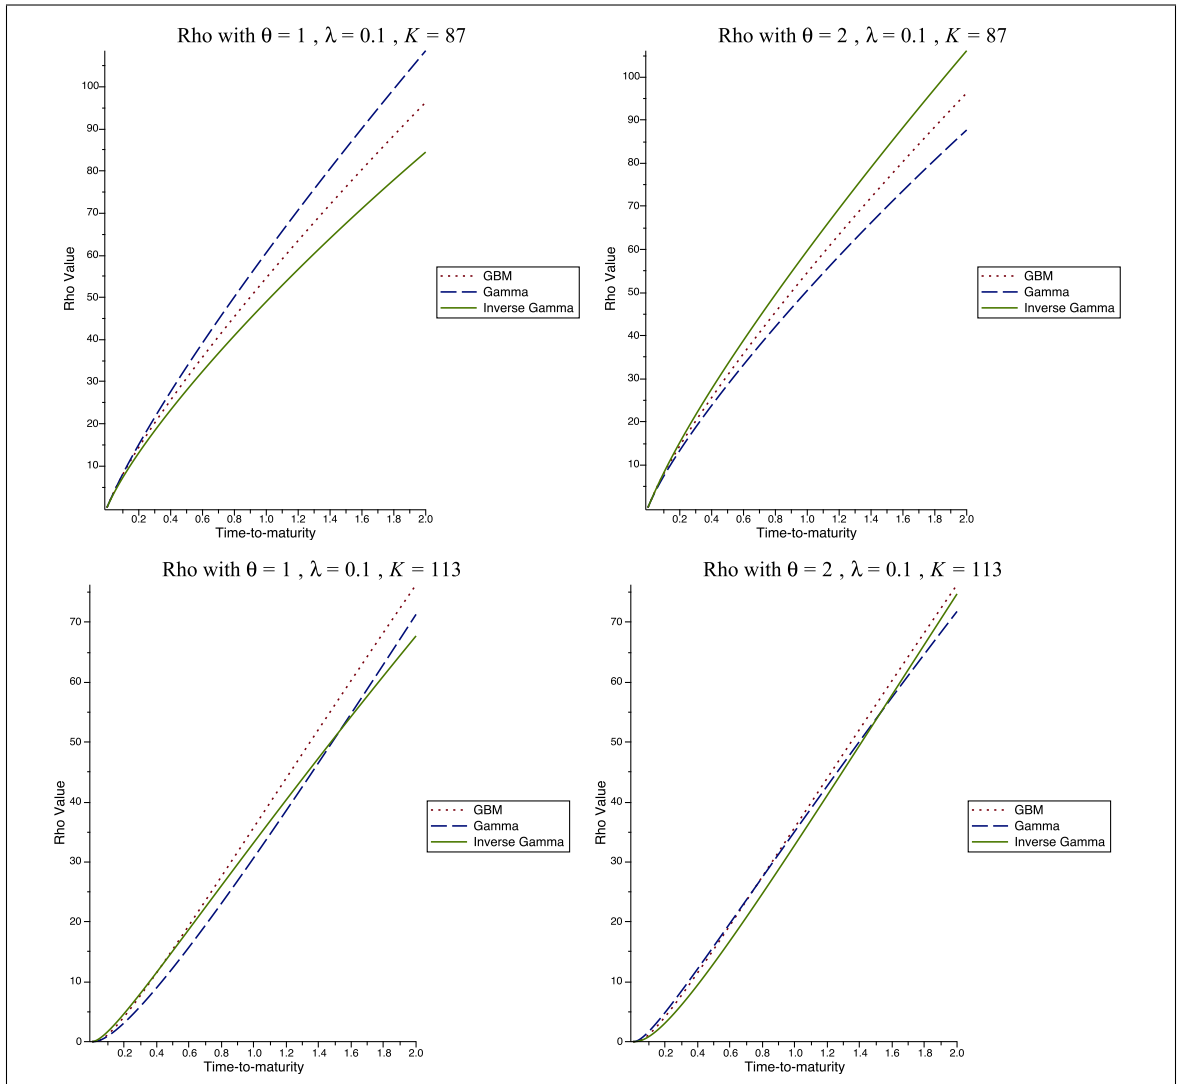 Rho with θ = 1 , λ = 0.1 , K = 87
100
90
80
70
60
50
40
30
20
10
Rho Value
0.2 0.4 0.6 0.8 1.0 1.2 1.4 1.6 1.8 2.0
Time-to-maturity
GBM
Gamma
Inverse Gamma
Rho with θ = 2 , λ = 0.1 , K = 87
100
90
80
70
60
50
40
30
20
10
Rho Value
0.2 0.4 0.6 0.8 1.0 1.2 1.4 1.6 1.8 2.0
Time-to-maturity
GBM
Gamma
Inverse Gamma
Rho with θ = 1 , λ = 0.1 , K = 113
70
60
50
40
30
20
10
0
Rho Value
0.2 0.4 0.6 0.8 1.0 1.2 1.4 1.6 1.8 2.0
Time-to-maturity
GBM
Gamma
Inverse Gamma
Rho with θ = 2 , λ = 0.1 , K = 113
70
60
50
40
30
20
10
0
Rho Value
0.2 0.4 0.6 0.8 1.0 1.2 1.4 1.6 1.8 2.0
Time-to-maturity
GBM
Gamma
Inverse Gamma